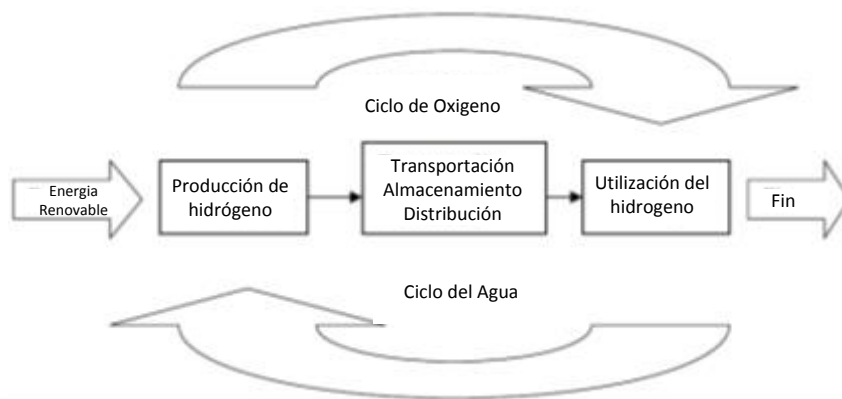 Ciclo de Oxigeno
Energia
Renovable
Producción de
hidrógeno
Transportación
Almacenamiento
Distribución
Utilización del
hidrogeno
Fin
Ciclo del Agua